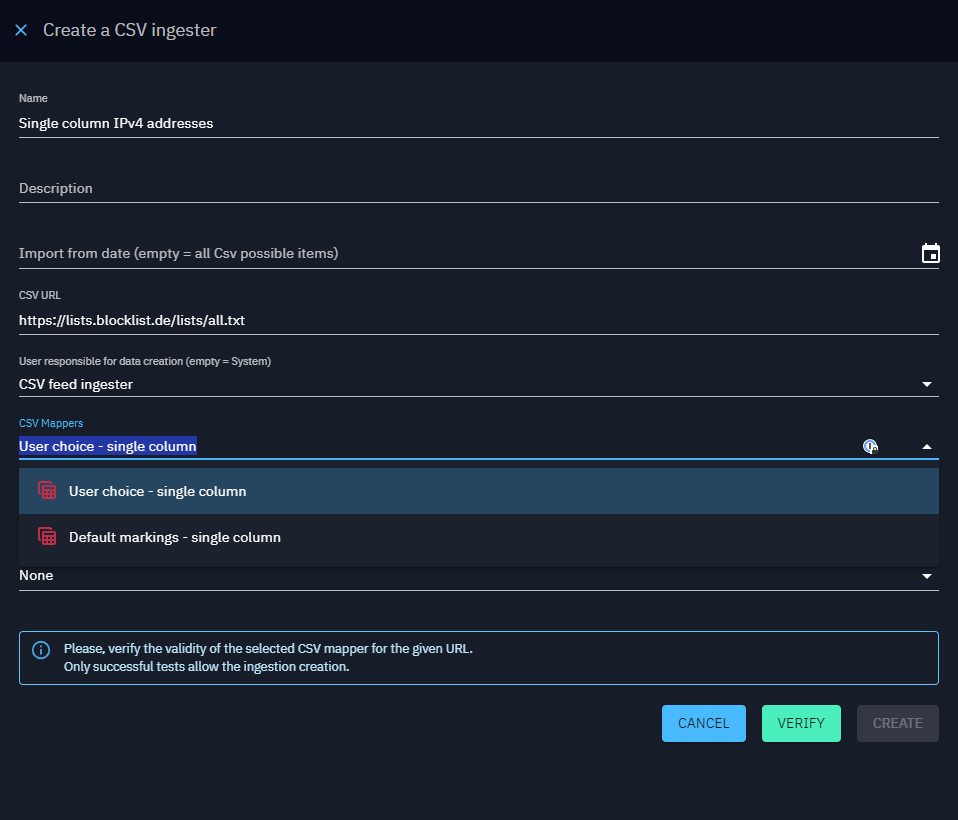 Create a CSV ingester
Name
Single column IPv4 addresses
Description
Import from date (empty = all Csv possible items)
CSV URL
https://lists.blocklist.de/lists/all.txt
User responsible for data creation (empty = System)
CSV feed ingester
CSV Mappers
User choice - single column
User choice - single column
Default markings - single column
None
Please, verify the validity of the selected CSV mapper for the given URL.
Only successful tests allow the ingestion creation.
CANCEL VERIFY CREATE